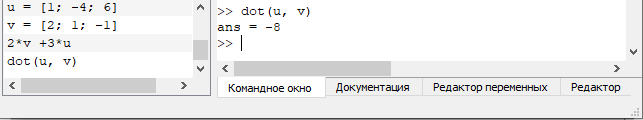 u = [1; -4; 6]
v = [2; 1; -1]
2*v +3*u
dot(u, v)
>> dot(u, v)
ans = -8
>>
Командное окно Документация Редактор переменных Редактор